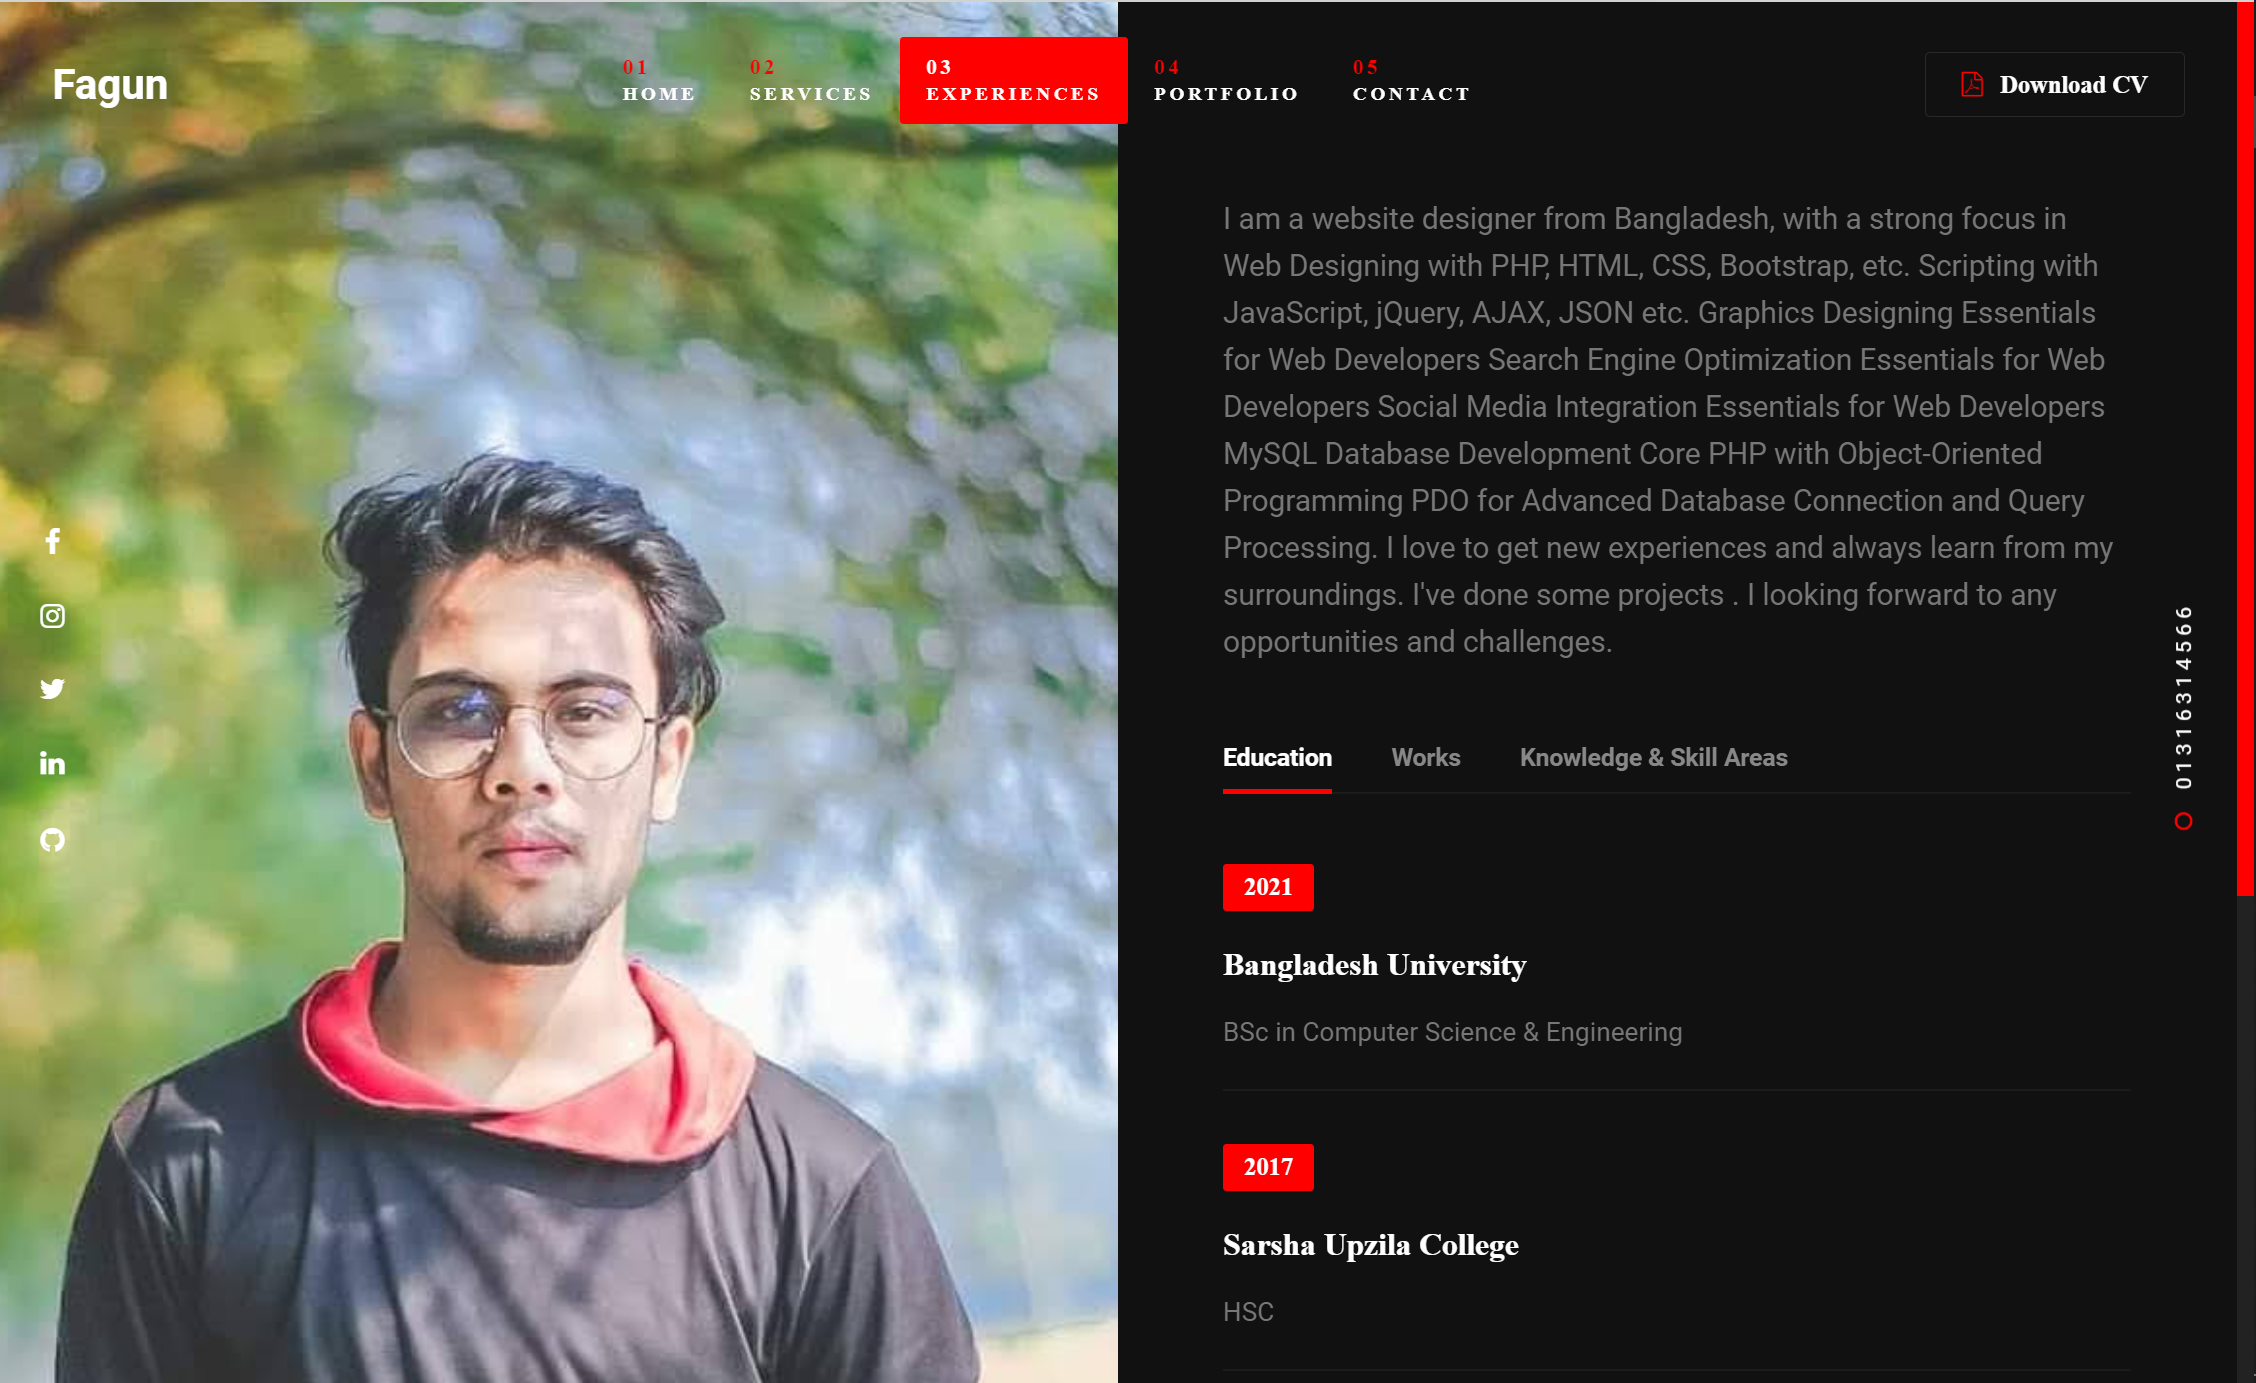 Fagun
01
HOME
02
SERVICES
03
EXPERIENCES
04
PORTFOLIO
05
CONTACT
Download CV
I am a website designer from Bangladesh, with a strong focus in
Web Designing with PHP, HTML, CSS, Bootstrap, etc. Scripting with
JavaScript, jQuery, AJAX, JSON etc. Graphics Designing Essentials
for Web Developers Search Engine Optimization Essentials for Web
Developers Social Media Integration Essentials for Web Developers
MySQL Database Development Core PHP with Object-Oriented
Programming PDO for Advanced Database Connection and Query
Processing. I love to get new experiences and always learn from my
surroundings. I've done some projects . I looking forward to any
opportunities and challenges.
01316314566
Education
Works
Knowledge & Skill Areas
2021
Bangladesh University
BSc in Computer Science & Engineering
2017
Sarsha Upzila College
HSC